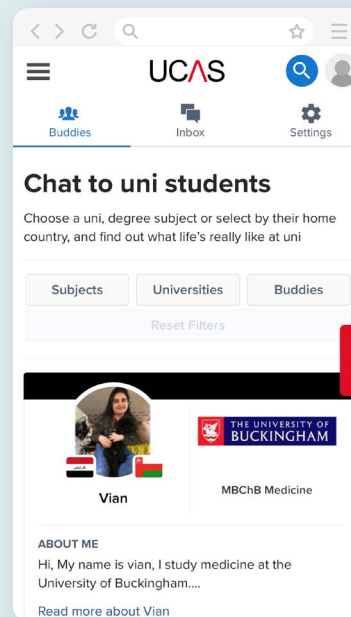 UCAS
Buddies
Inbox
Settings
Chat to uni students
Choose a uni, degree subject or select by their home
country, and find out what life's really like at uni
Subjects
Universities
Buddies
Reset Filters
Vian
THE UNIVERSITY OF
BUCKINGHAM
MBChB Medicine
ABOUT ME
Hi, My name is vian, I study medicine at the
University of Buckingham....
Read more about Vian